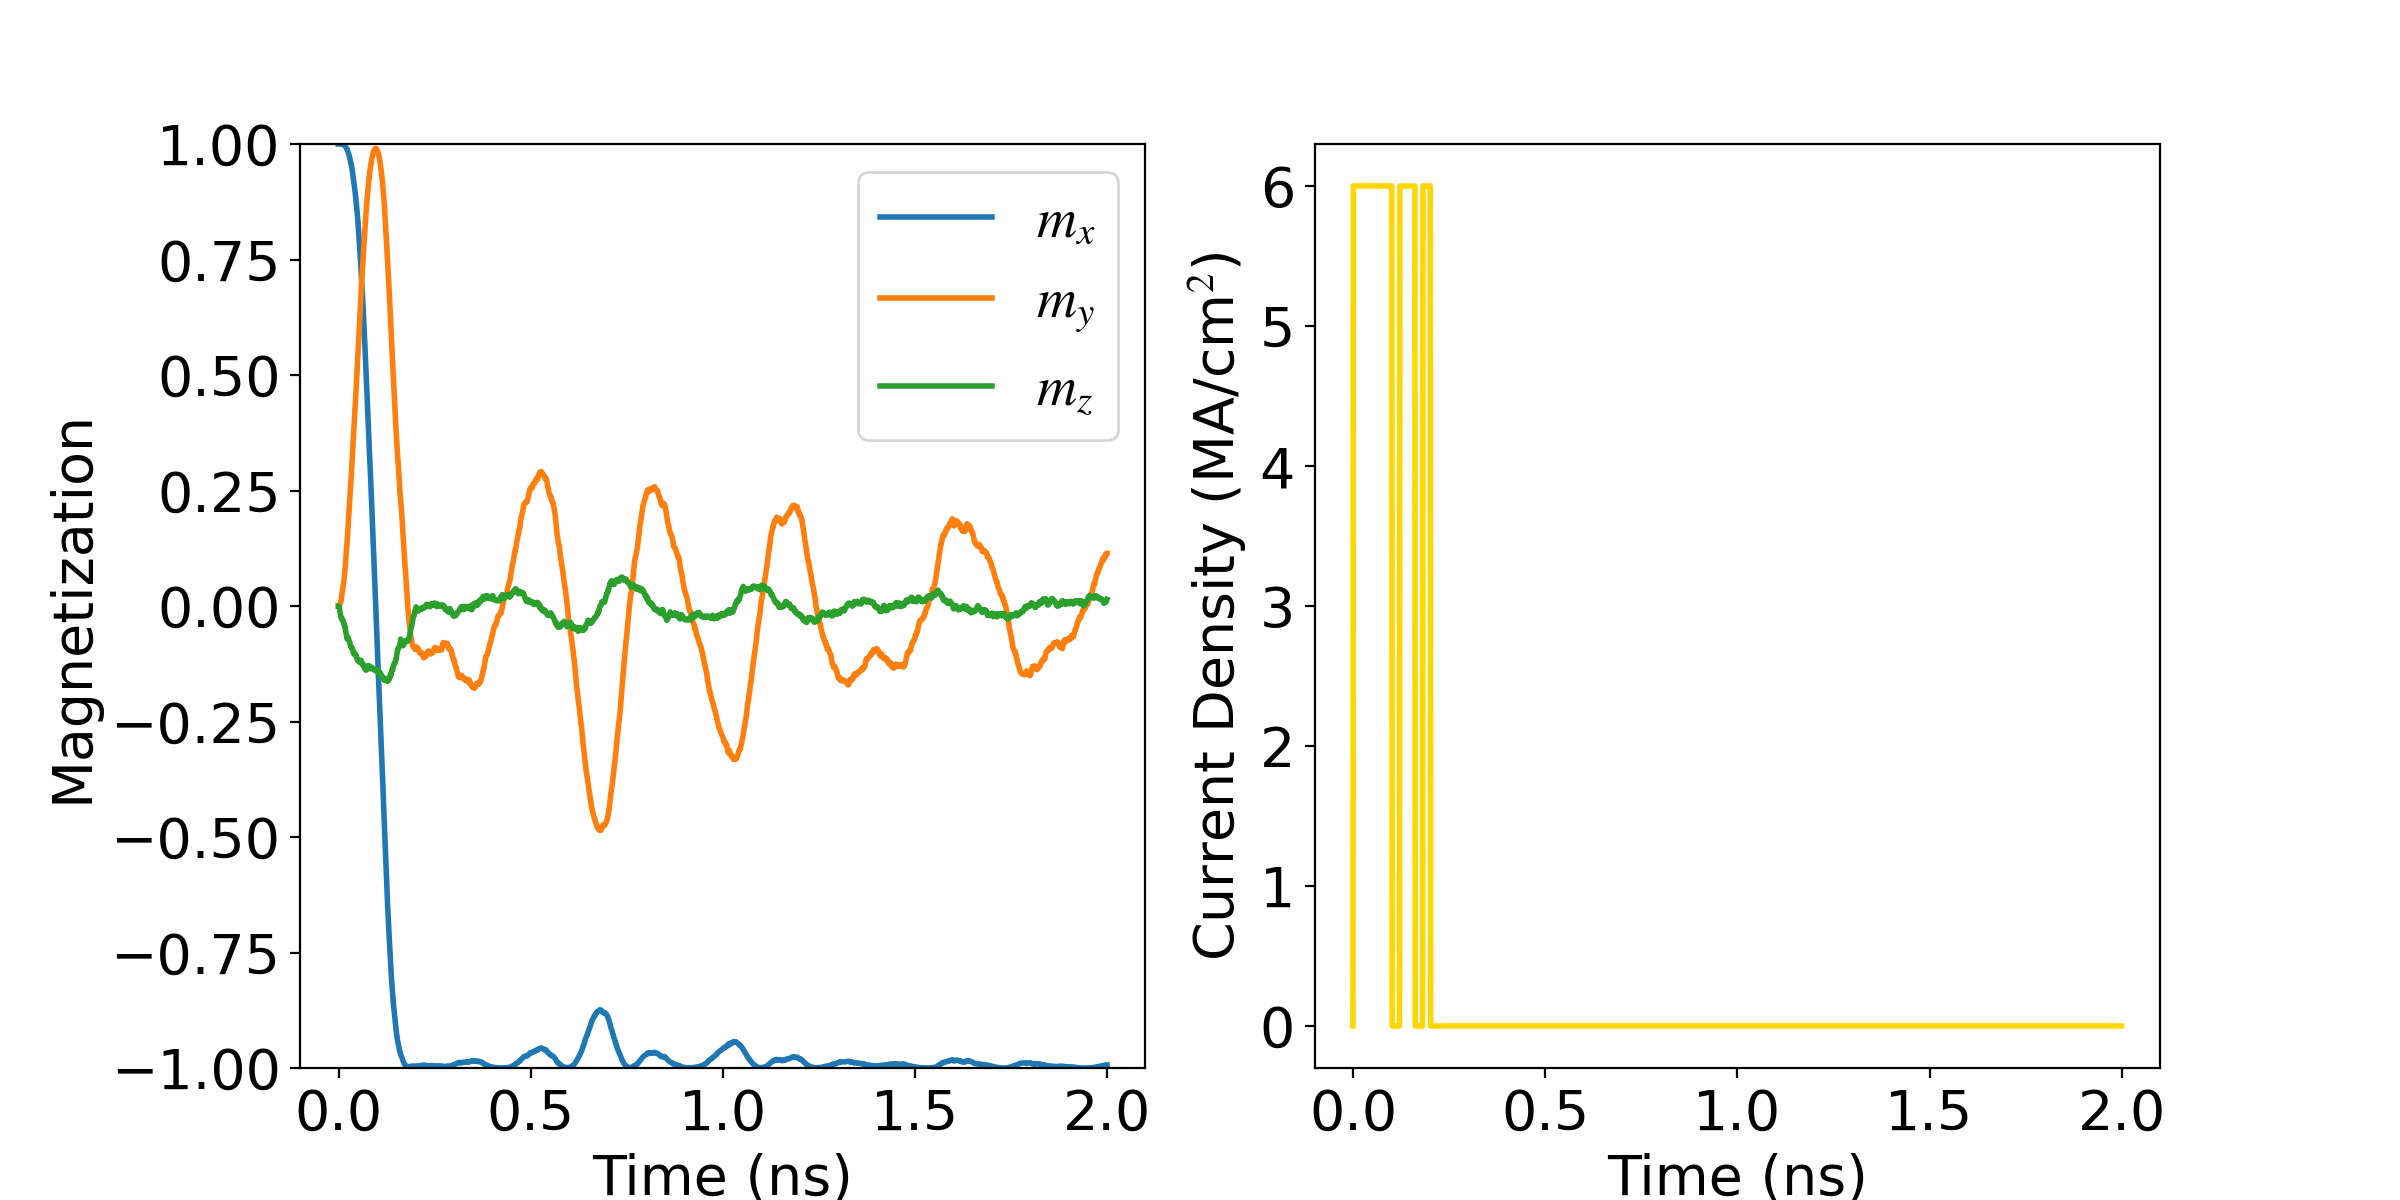 1.00
0.75
0.50
0.25
0.00
−0.25
−0.50
−0.75
−1.00
Magnetization
0.0 0.5 1.0 1.5 2.0
Time (ns)
m_x
m_y
m_z
6
5
4
3
2
1
0
Current Density (MA/cm²)
0.0 0.5 1.0 1.5 2.0
Time (ns)